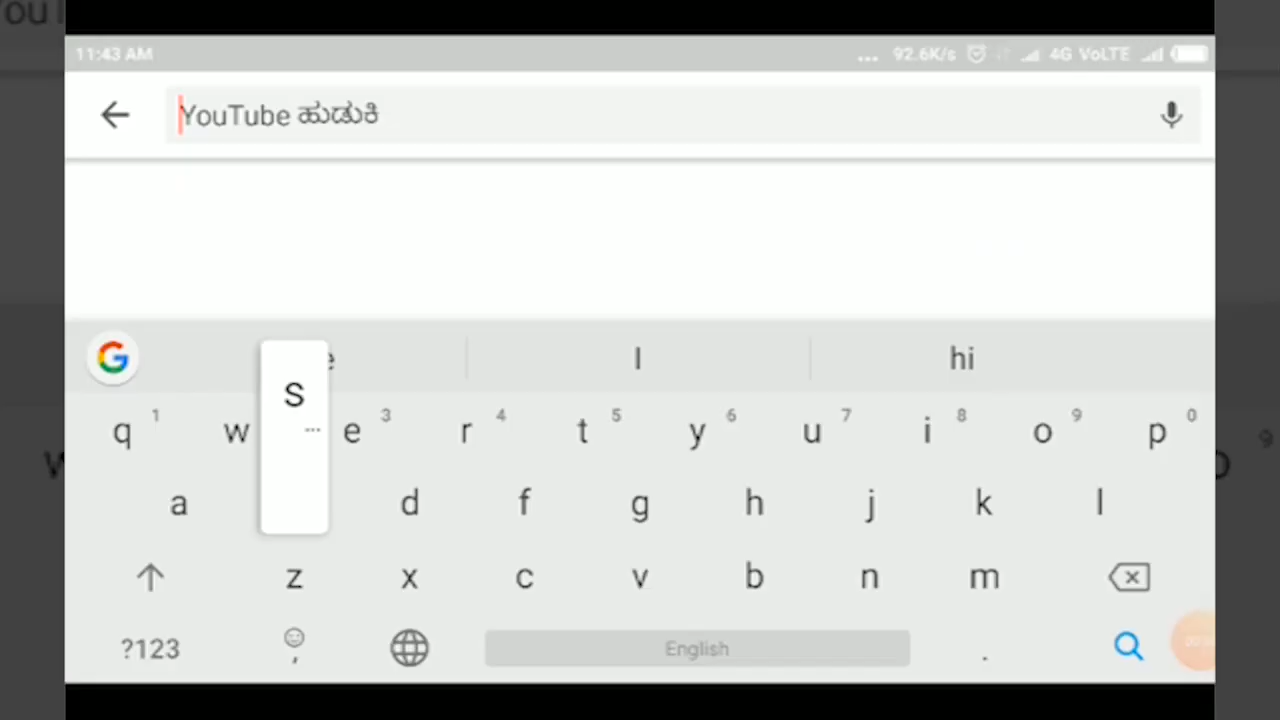 11:43 AM ... 92.6K/s 4G VoLTE
YouTube ಹುಡುಕಿ
I hi
S
q 1 w e 3 r 4 t 5 y 6 u 7 i 8 o 9 p 0
a d f g h j k l
z x c v b n m
?123 , English .